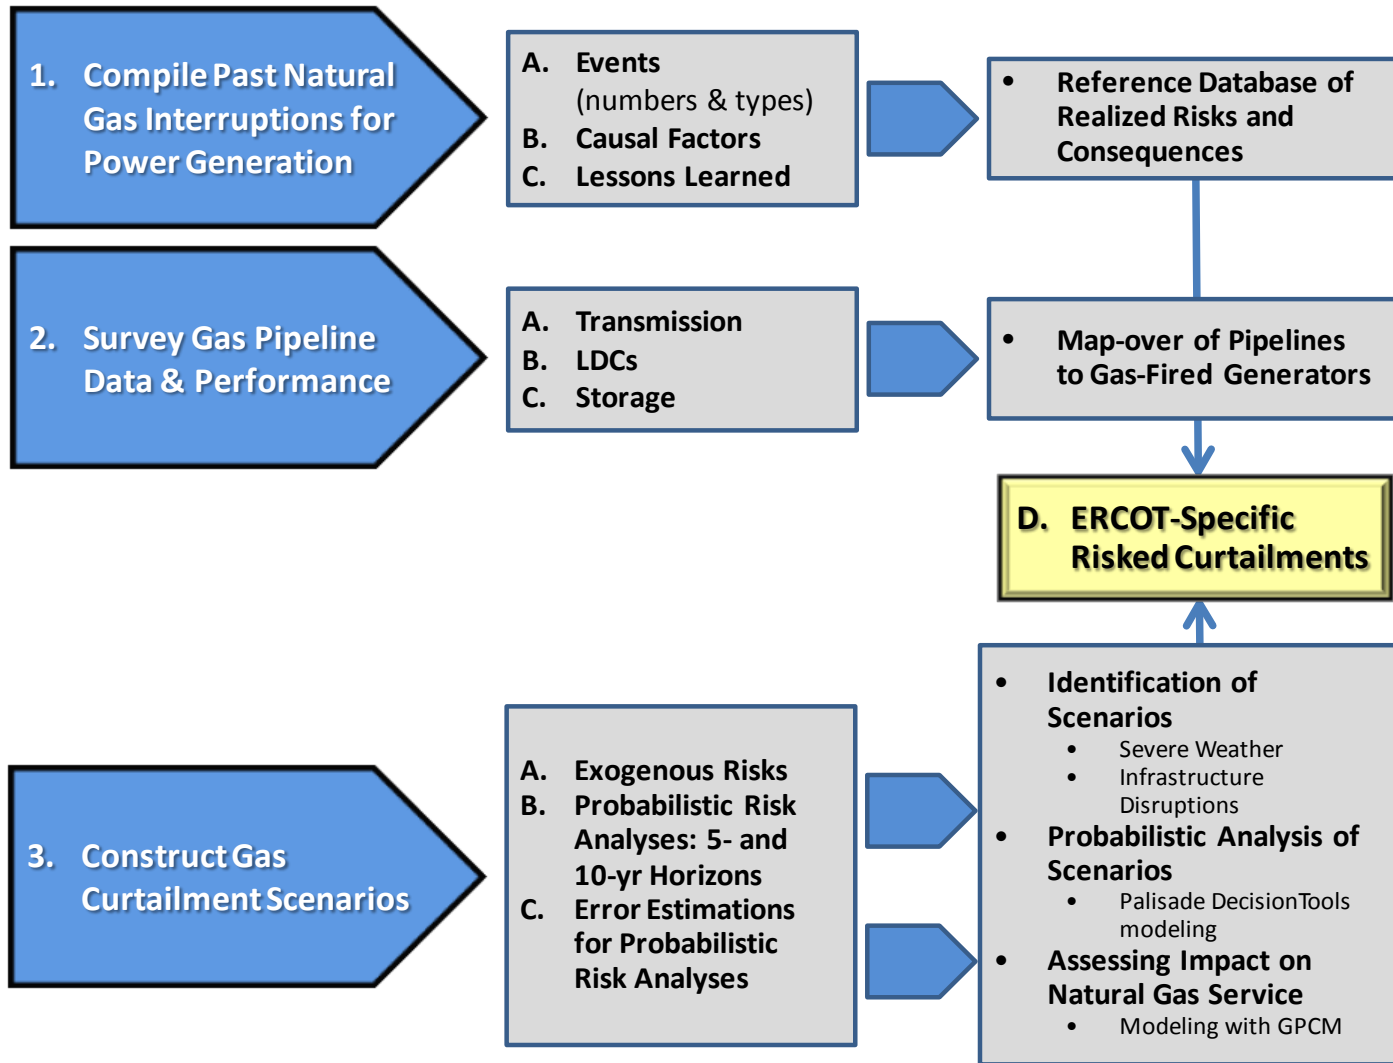 1. Compile Past Natural
Gas Interruptions for
Power Generation
A. Events
(numbers & types)
B. Causal Factors
C. Lessons Learned
• Reference Database of
Realized Risks and
Consequences
2. Survey Gas Pipeline
Data & Performance
A. Transmission
B. LDCs
C. Storage
• Map-over of Pipelines
to Gas-Fired Generators
D. ERCOT-Specific
Risked Curtailments
3. Construct Gas
Curtailment Scenarios
A. Exogenous Risks
B. Probabilistic Risk
Analyses: 5- and
10-yr Horizons
C. Error Estimations
for Probabilistic
Risk Analyses
• Identification of
Scenarios
• Severe Weather
• Infrastructure
Disruptions
• Probabilistic Analysis of
Scenarios
• Palisade DecisionTools
modeling
• Assessing Impact on
Natural Gas Service
• Modeling with GPCM